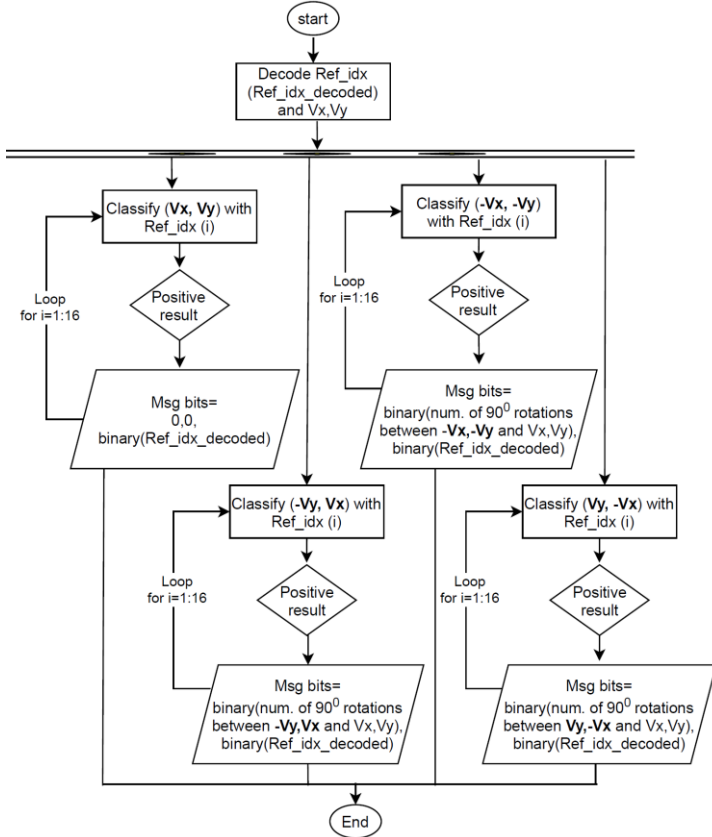 start
Decode Ref_idx
(Ref_idx_decoded)
and Vx,Vy
Classify (Vx, Vy) with
Ref_idx (i)
Positive
result
Loop
for i=1:16
Msg bits=
0,0,
binary(Ref_idx_decoded)
Classify (-Vx, -Vy)
with Ref_idx (i)
Positive
result
Loop
for i=1:16
Msg bits=
binary(num. of 90⁰ rotations
between -Vx,-Vy and Vx,Vy),
binary(Ref_idx_decoded)
Classify (-Vy, Vx) with
Ref_idx (i)
Positive
result
Loop
for i=1:16
Msg bits=
binary(num. of 90⁰ rotations
between -Vy,Vx and Vx,Vy),
binary(Ref_idx_decoded)
Classify (Vy, -Vx) with
Ref_idx (i)
Positive
result
Loop
for i=1:16
Msg bits=
binary(num. of 90⁰ rotations
between Vy,-Vx and Vx,Vy),
binary(Ref_idx_decoded)
End